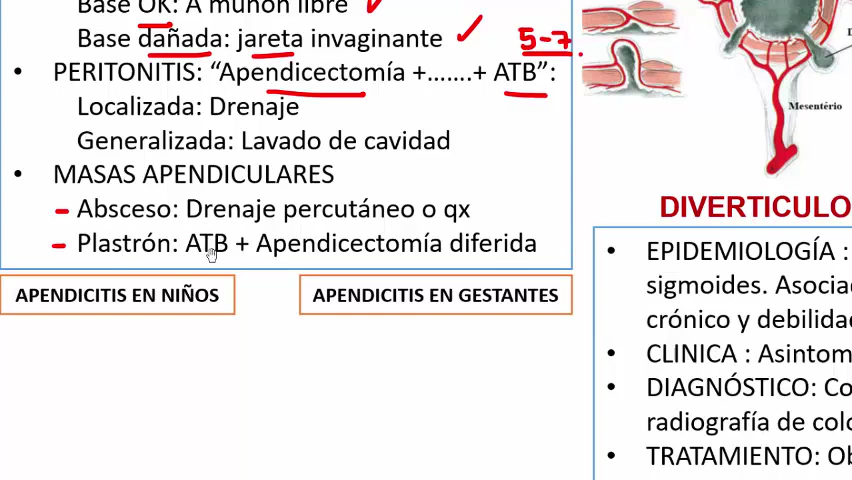 Base OK: A muñón libre
Base dañada: jareta invaginante
5-7
• PERITONITIS: “Apendicectomía +.......+ ATB”:
Localizada: Drenaje
Generalizada: Lavado de cavidad
• MASAS APENDICULARES
- Absceso: Drenaje percutáneo o qx
- Plastrón: ATB + Apendicectomía diferida
APENDICITIS EN NIÑOS
APENDICITIS EN GESTANTES
Mesentério
DIVERTICULO
• EPIDEMIOLOGÍA :
sigmoides. Asocia
crónico y debilida
• CLINICA : Asintom
• DIAGNÓSTICO: Co
radiografía de colo
• TRATAMIENTO: Ob